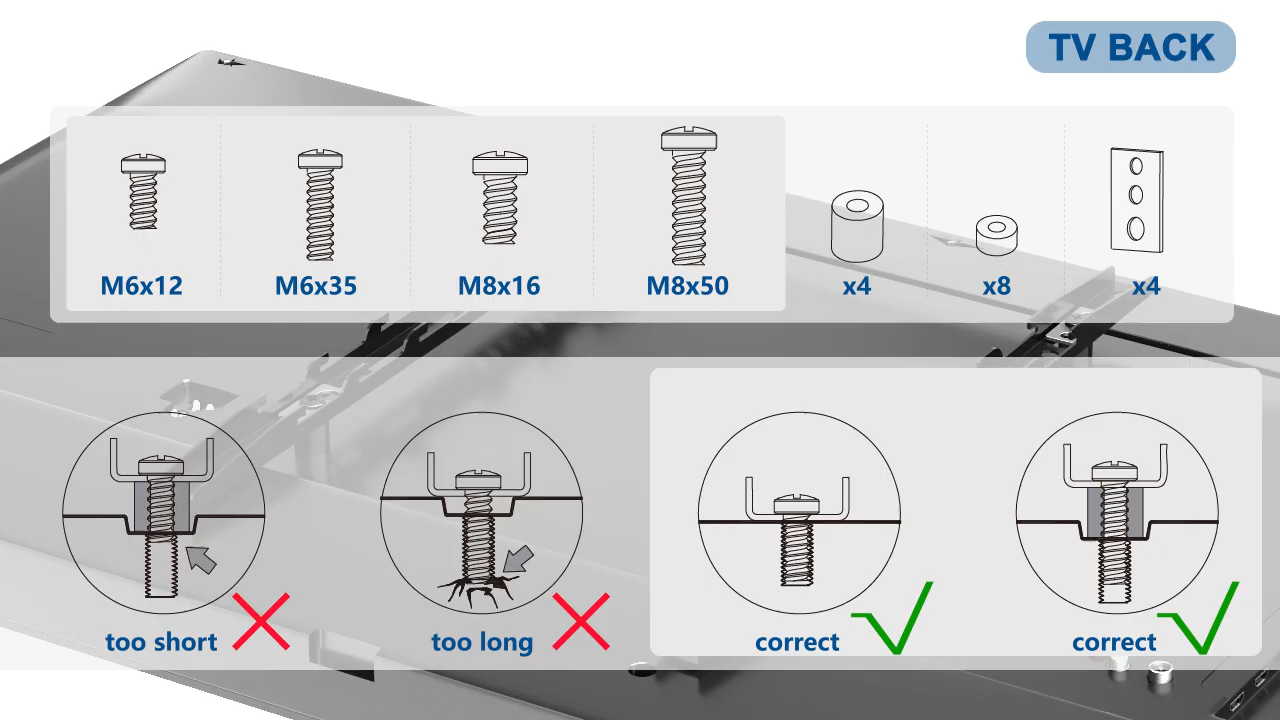 TV BACK
M6x12
M6x35
M8x16
M8x50
x4
x8
x4
too short
too long
correct
correct